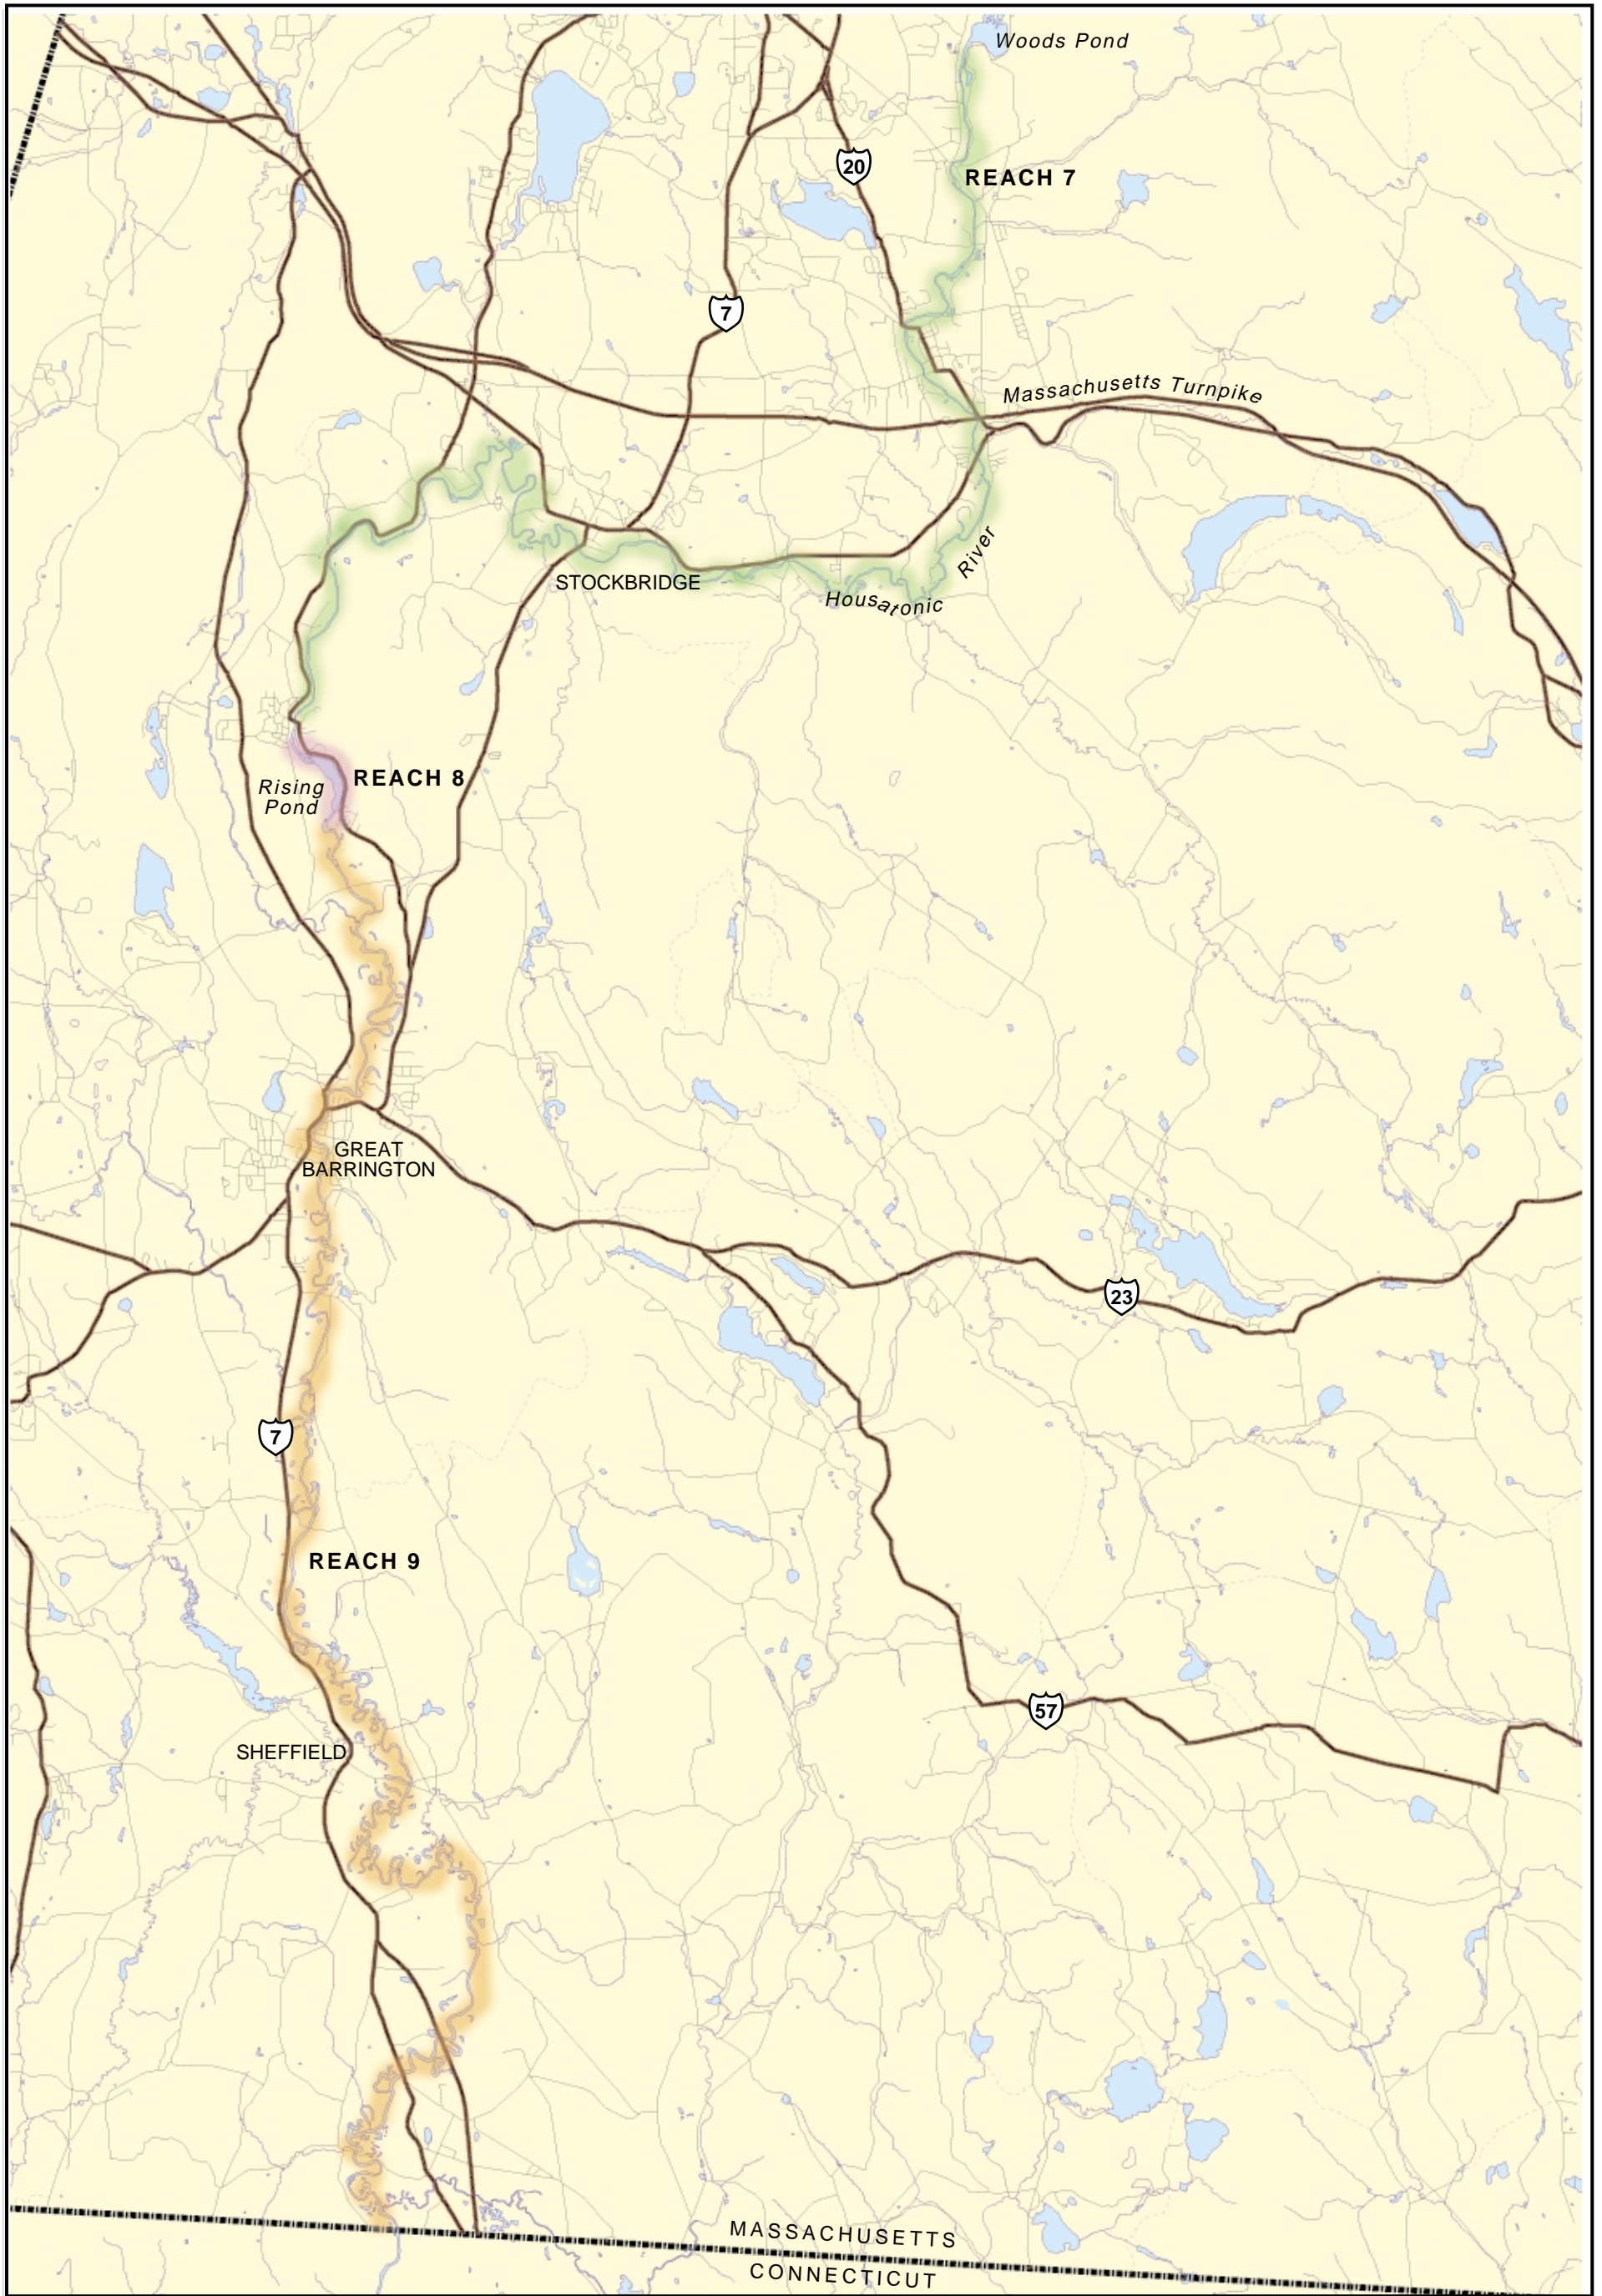 Woods Pond
20
REACH 7
7
Massachusetts Turnpike
River
STOCKBRIDGE
Housatonic
REACH 8
Rising
Pond
GREAT
BARRINGTON
23
7
REACH 9
57
SHEFFIELD
MASSACHUSETTS
CONNECTICUT